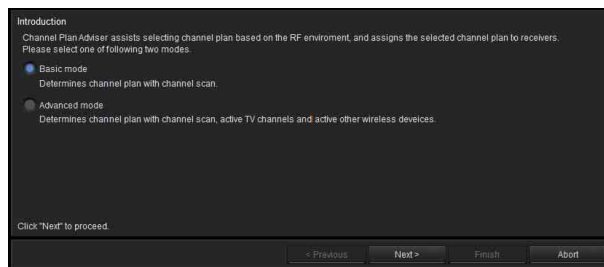 Introduction
Channel Plan Adviser assists selecting channel plan based on the RF enviroment, and assigns the selected channel plan to receivers.
Please select one of following two modes.
Basic mode
Determines channel plan with channel scan.
Advanced mode
Determines channel plan with channel scan, active TV channels and active other wireless deveices.
Click "Next" to proceed.
< Previous
Next >
Finish
Abort